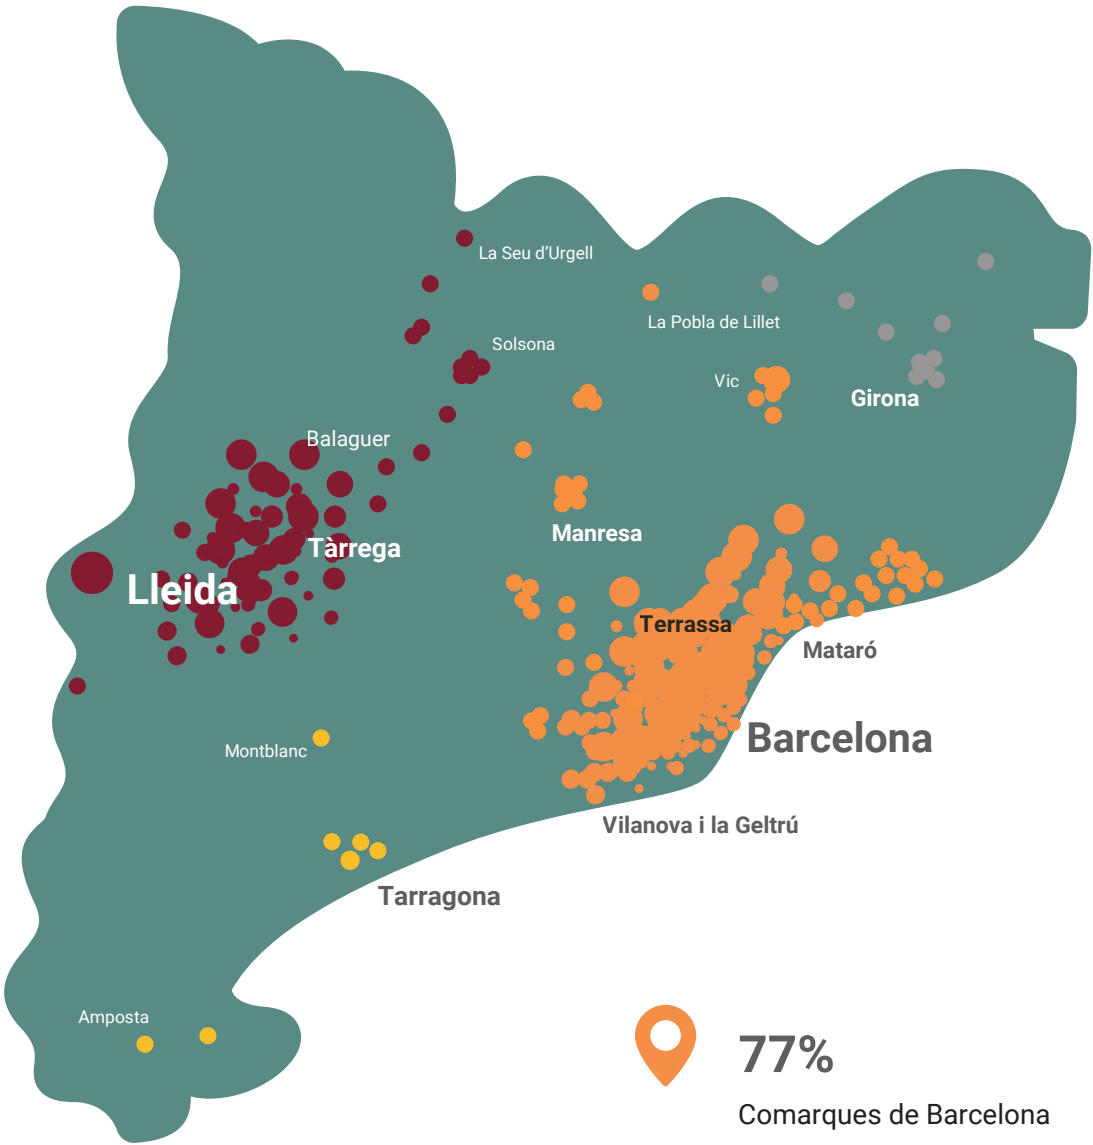 La Seu d’Urgell
La Pobla de Lillet
Solsona
Vic
Girona
Balaguer
Manresa
Tàrrega
Lleida
Terrassa
Mataró
Barcelona
Montblanc
Vilanova i la Geltrú
Tarragona
Amposta
77%
Comarques de Barcelona